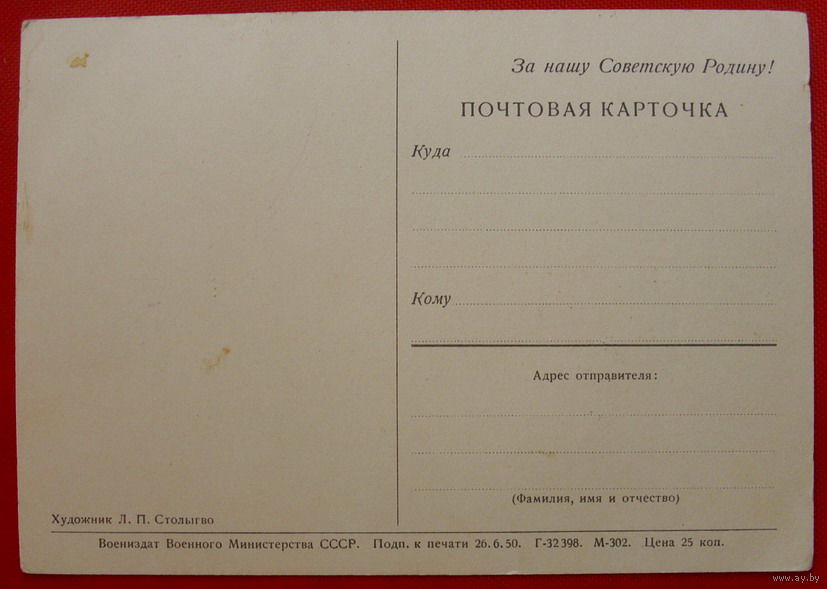 За нашу Советскую Родину!
ПОЧТОВАЯ КАРТОЧКА
Куда
Кому
Адрес отправителя:
(Фамилия, имя и отчество)
Художник Л. П. Столыгво
Воениздат Военного Министерства СССР. Подп. к печати 26.6.50. Г-32398. М-302. Цена 25 коп.
www.ay.by